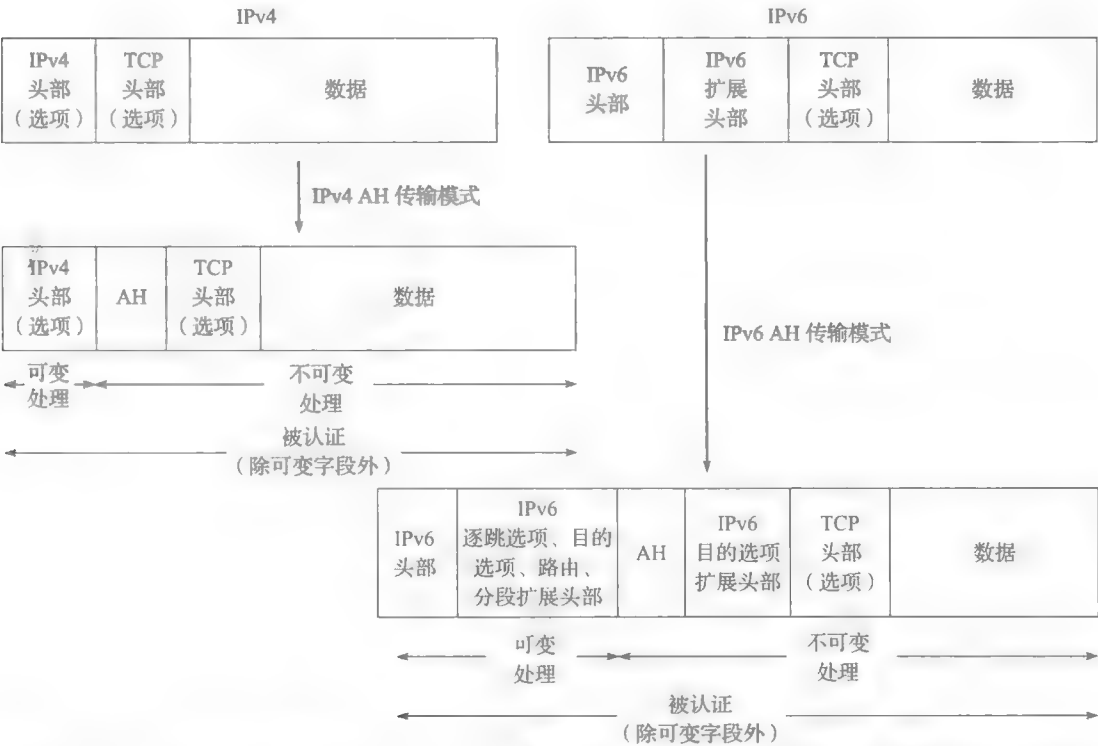 IPv4
IPv6
IPv4
头部
（选项）
TCP
头部
（选项）
数据
IPv6
头部
IPv6
扩展
头部
TCP
头部
（选项）
数据
IPv4 AH 传输模式
IPv4
头部
（选项）
AH
TCP
头部
（选项）
数据
IPv6 AH 传输模式
可变
处理
不可变
处理
被认证
（除可变字段外）
IPv6
头部
IPv6
逐跳选项、目的
选项、路由、
分段扩展头部
AH
IPv6
目的选项
扩展头部
TCP
头部
（选项）
数据
可变
处理
不可变
处理
被认证
（除可变字段外）